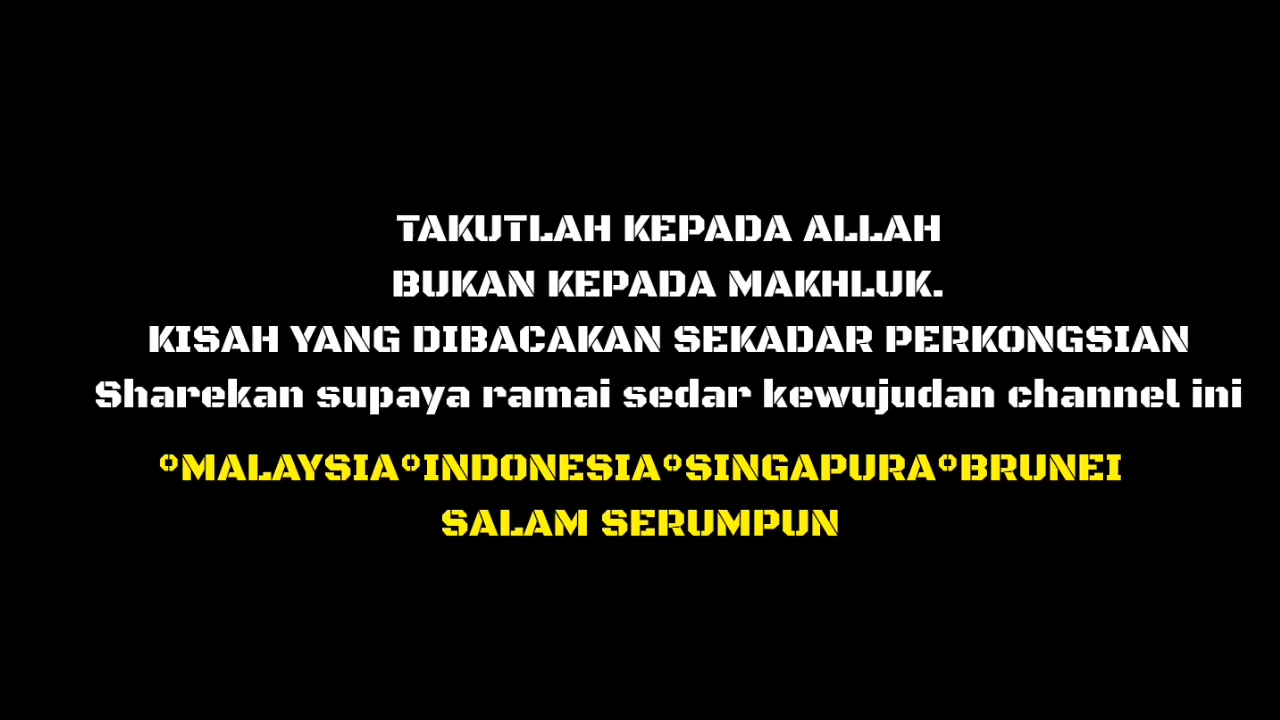 TAKUTLAH KEPADA ALLAH
BUKAN KEPADA MAKHLUK.
KISAH YANG DIBACAKAN SEKADAR PERKONGSIAN
Sharekan supaya ramai sedar kewujudan channel ini
°MALAYSIA°INDONESIA°SINGAPURA°BRUNEI
SALAM SERUMPUN